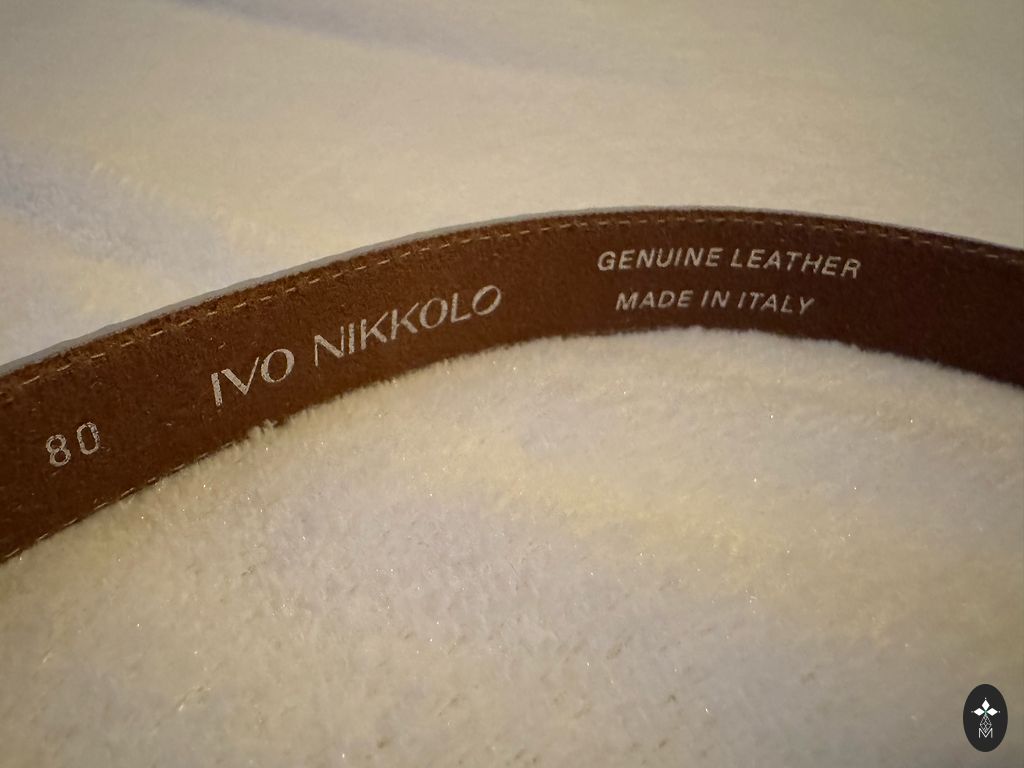 80
IVO NIKKOLO
GENUINE LEATHER
MADE IN ITALY
M